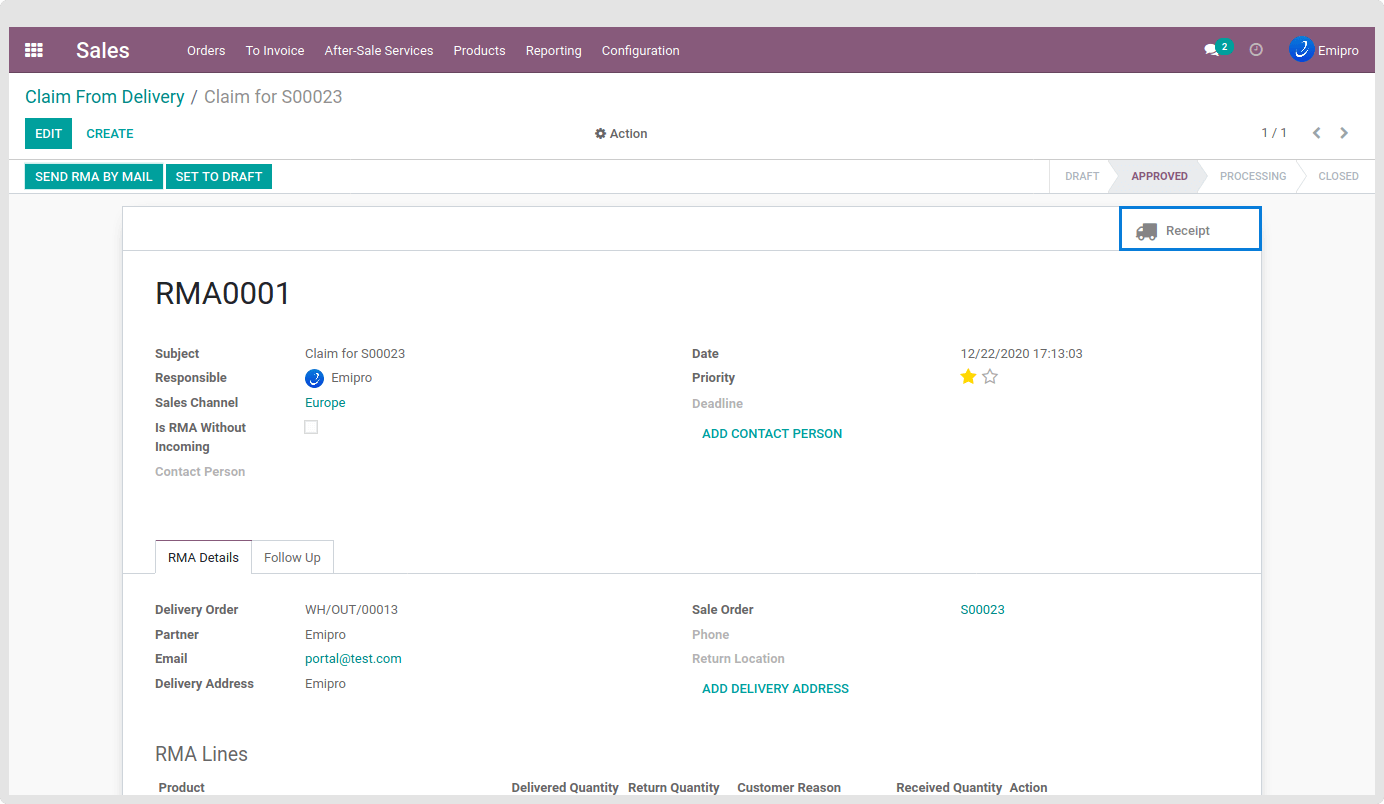 Sales Orders To Invoice After-Sale Services Products Reporting Configuration 2 Emipro
Claim From Delivery / Claim for S00023
EDIT CREATE Action 1 / 1
SEND RMA BY MAIL SET TO DRAFT DRAFT APPROVED PROCESSING CLOSED
Receipt
RMA0001
Subject Claim for S00023 Date 12/22/2020 17:13:03
Responsible Emipro Priority
Sales Channel Europe Deadline
Is RMA Without
Incoming
ADD CONTACT PERSON
Contact Person
RMA Details Follow Up
Delivery Order WH/OUT/00013 Sale Order S00023
Partner Emipro Phone
Email portal@test.com Return Location
Delivery Address Emipro ADD DELIVERY ADDRESS
RMA Lines
Product Delivered Quantity Return Quantity Customer Reason Received Quantity Action